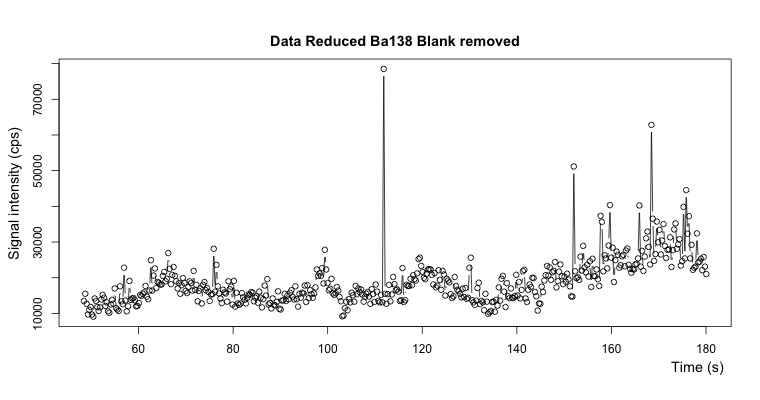 Data Reduced Ba138 Blank removed
Signal intensity (cps)
70000
50000
30000
10000
60 80 100 120 140 160 180
Time (s)